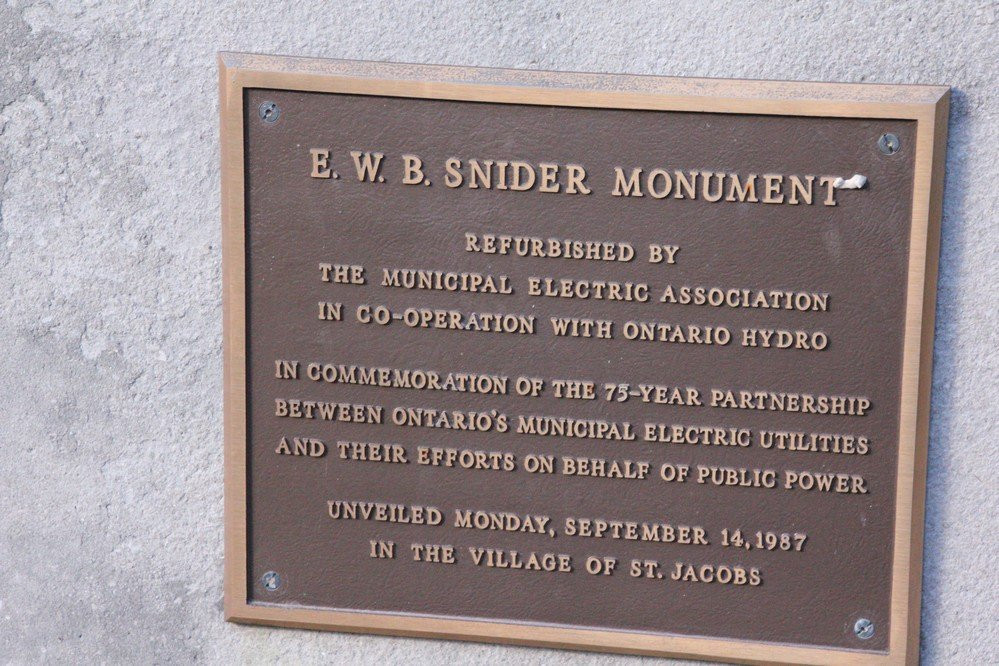 E. W. B. SNIDER MONUMENT
REFURBISHED BY
THE MUNICIPAL ELECTRIC ASSOCIATION
IN CO-OPERATION WITH ONTARIO HYDRO
IN COMMEMORATION OF THE 75-YEAR PARTNERSHIP
BETWEEN ONTARIO'S MUNICIPAL ELECTRIC UTILITIES
AND THEIR EFFORTS ON BEHALF OF PUBLIC POWER
UNVEILED MONDAY, SEPTEMBER 14, 1987
IN THE VILLAGE OF ST. JACOBS